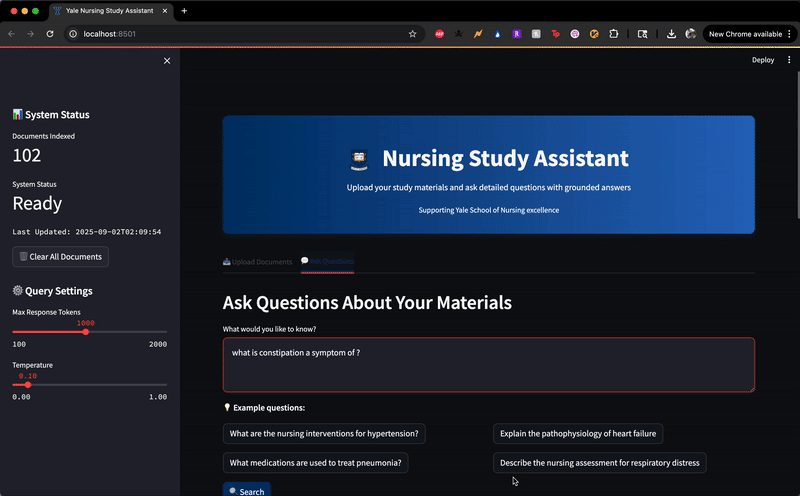 Yale Nursing Study Assistant
localhost:8501
New Chrome available
Deploy
System Status
Documents Indexed
102
System Status
Ready
Last Updated: 2025-09-02T02:09:54
Clear All Documents
Query Settings
Max Response Tokens
1000
100 2000
Temperature
0.10
0.00 1.00
Nursing Study Assistant
Upload your study materials and ask detailed questions with grounded answers
Supporting Yale School of Nursing excellence
Upload Documents Ask Questions
Ask Questions About Your Materials
What would you like to know?
what is constipation a symptom of ?
Example questions:
What are the nursing interventions for hypertension? Explain the pathophysiology of heart failure
What medications are used to treat pneumonia? Describe the nursing assessment for respiratory distress
Search